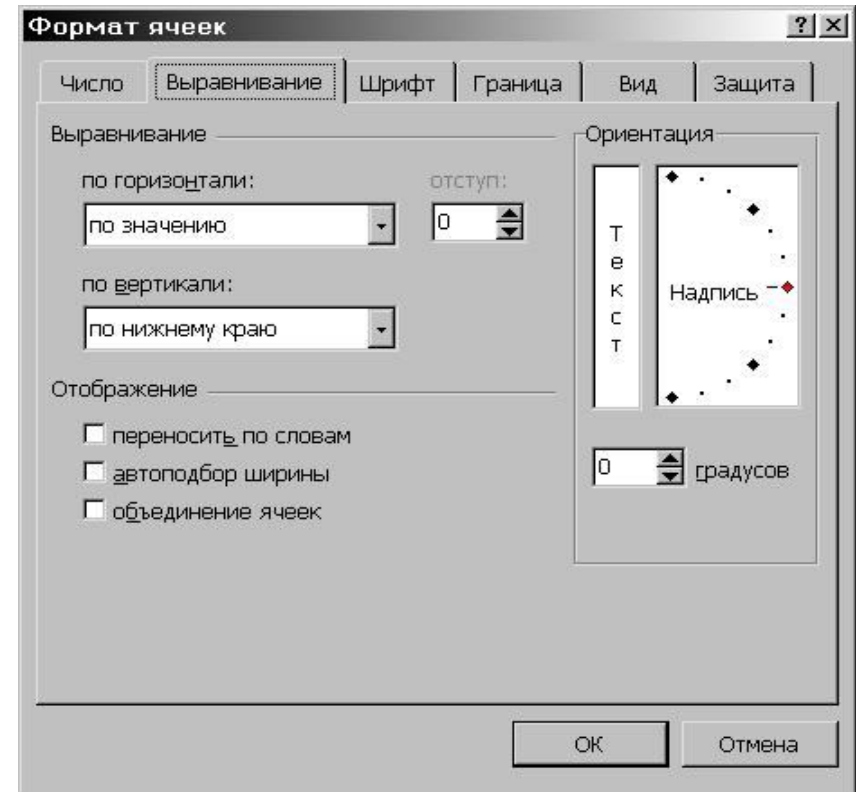 Формат ячеек
Число Выравнивание Шрифт Граница Вид Защита
Выравнивание
по горизонтали: отступ:
по значению 0
по вертикали:
по нижнему краю
Отображение
переносить по словам
автоподбор ширины
объединение ячеек
Ориентация
Текст
Надпись
0 градусов
ОК Отмена